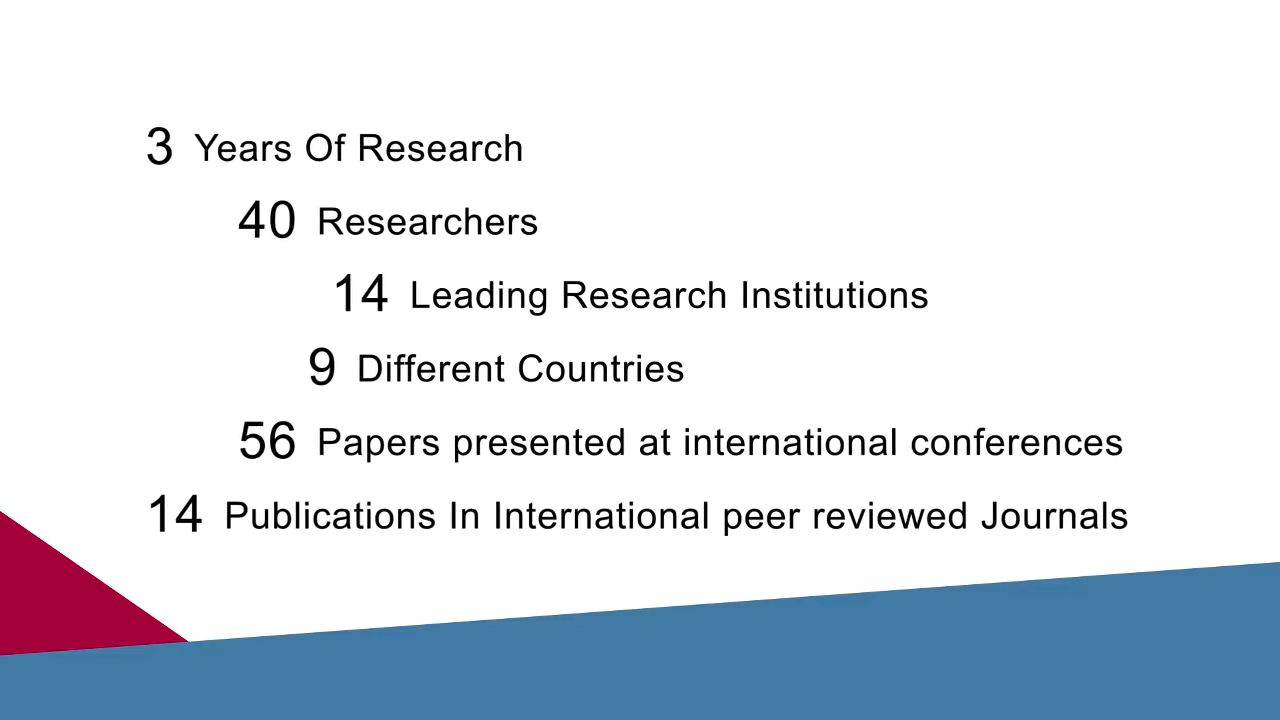 3 Years Of Research
40 Researchers
14 Leading Research Institutions
9 Different Countries
56 Papers presented at international conferences
14 Publications In International peer reviewed Journals